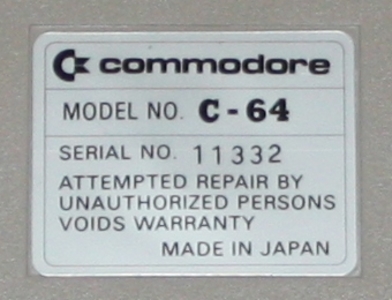 commodore
MODEL NO. C-64
SERIAL NO. 11332
ATTEMPTED REPAIR BY
UNAUTHORIZED PERSONS
VOIDS WARRANTY
MADE IN JAPAN